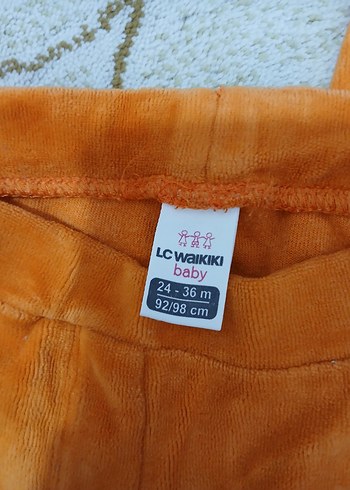 LC WAIKIKI
baby
24 - 36 m
92/98 cm